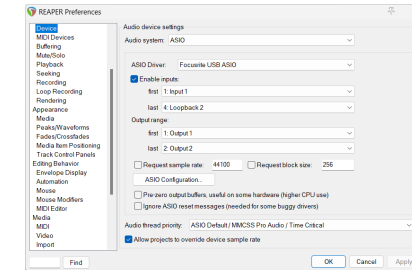 REAPER Preferences
Device
MIDI Devices
Buffering
Mute/Solo
Playback
Seeking
Recording
Loop Recording
Rendering
Appearance
Media
Peaks/Waveforms
Fades/Crossfades
Media Item Positioning
Track Control Panels
Editing Behavior
Envelope Display
Automation
Mouse
Mouse Modifiers
MIDI Editor
Media
MIDI
Video
Import
Find
Audio device settings
Audio system: ASIO
ASIO Driver: Focusrite USB ASIO
Enable inputs:
first 1: Input 1
last 4: Loopback 2
Output range:
first 1: Output 1
last 2: Output 2
Request sample rate: 44100 Request block size: 256
ASIO Configuration...
Pre-zero output buffers, useful on some hardware (higher CPU use)
Ignore ASIO reset messages (needed for some buggy drivers)
Audio thread priority: ASIO Default / MMCSS Pro Audio / Time Critical
Allow projects to override device sample rate
OK Cancel Apply